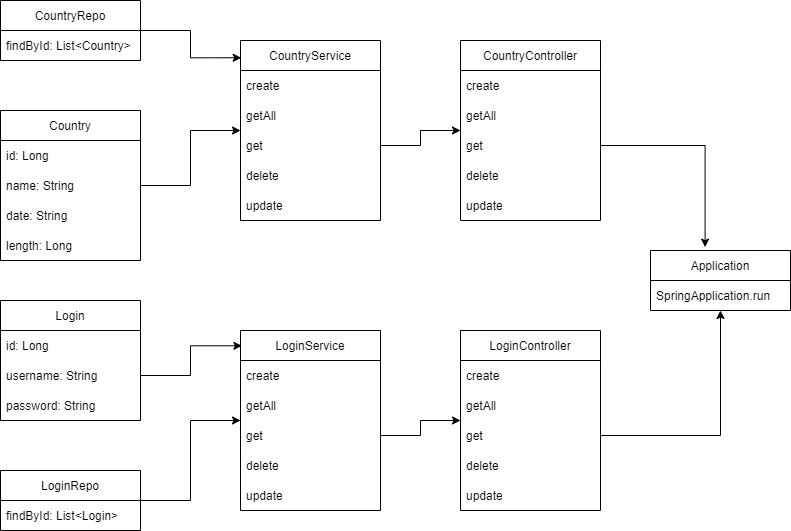 CountryRepo
findById: List<Country>
Country
id: Long
name: String
date: String
length: Long
CountryService
create
getAll
get
delete
update
CountryController
create
getAll
get
delete
update
Application
SpringApplication.run
Login
id: Long
username: String
password: String
LoginRepo
findById: List<Login>
LoginService
create
getAll
get
delete
update
LoginController
create
getAll
get
delete
update